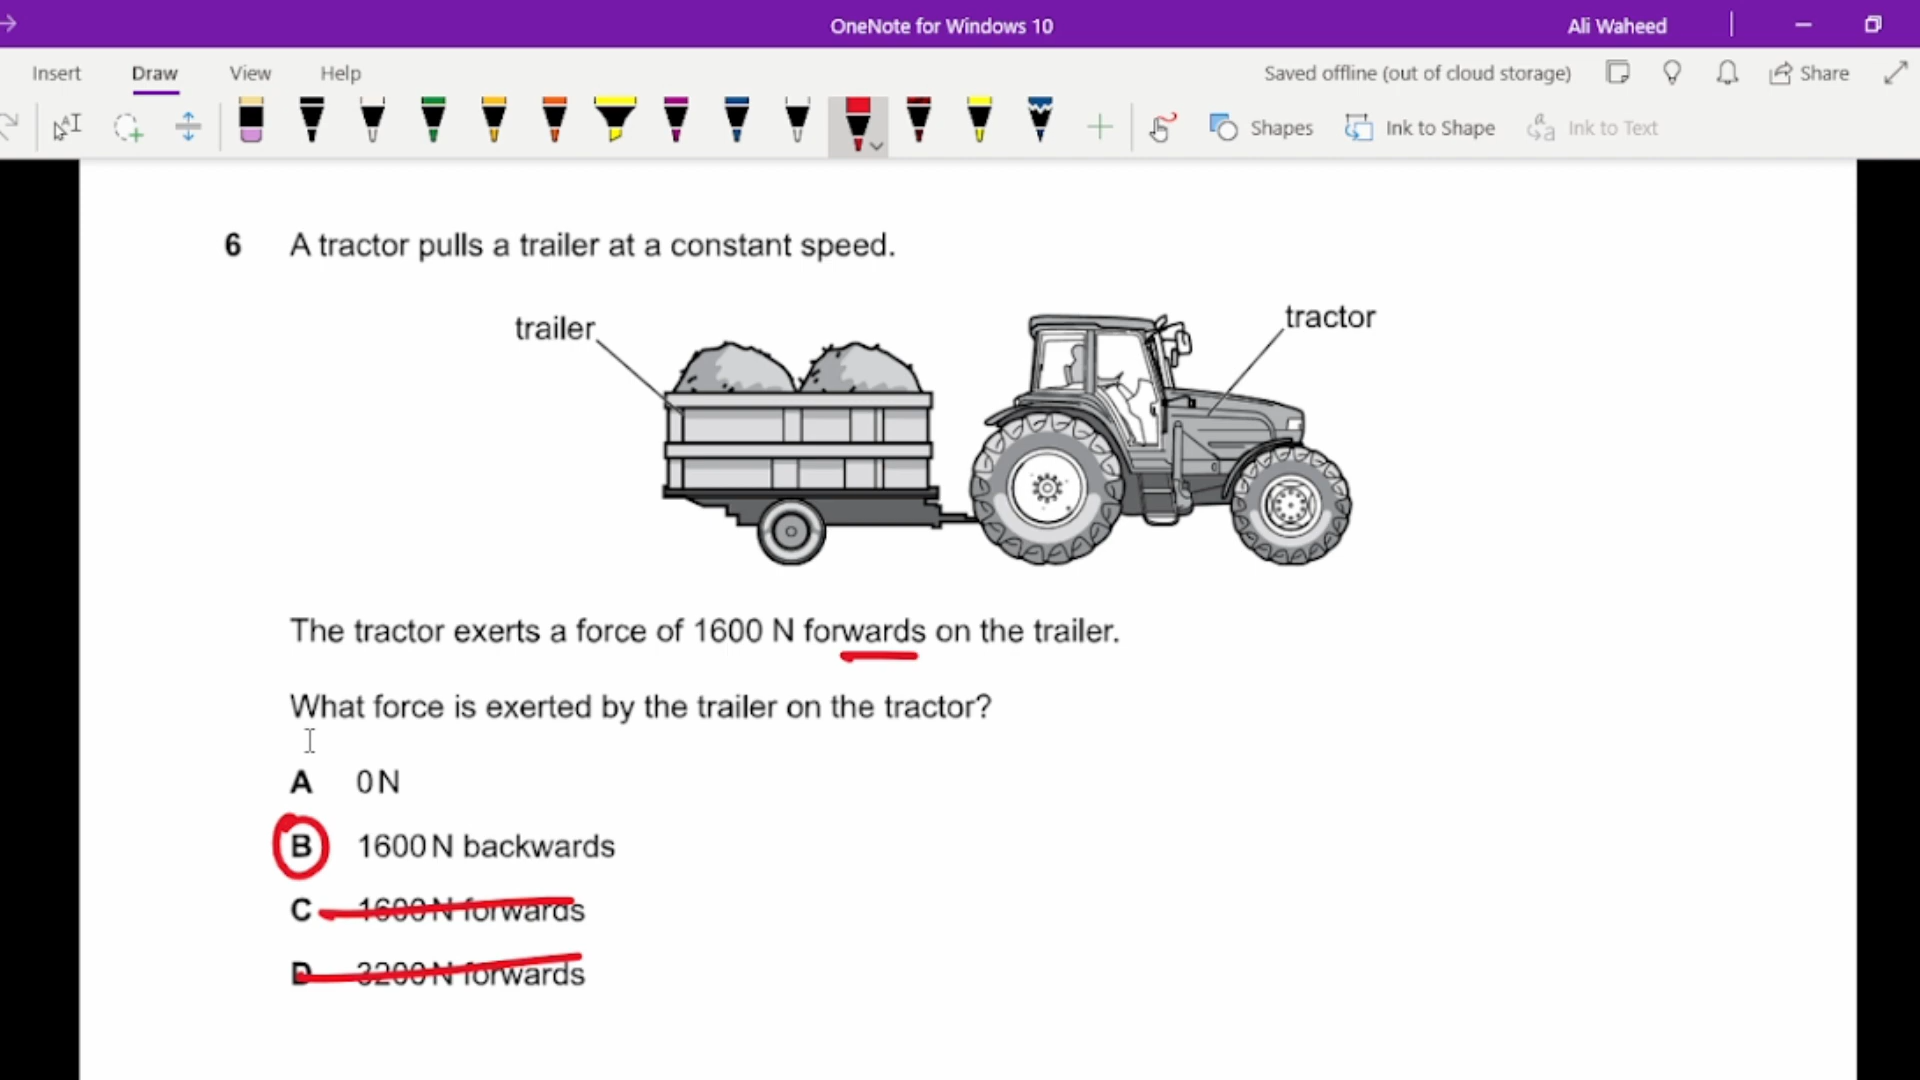 OneNote for Windows 10
Ali Waheed
Insert Draw View Help
Saved offline (out of cloud storage)
Share
Shapes
Ink to Shape
Ink to Text
6 A tractor pulls a trailer at a constant speed.
trailer
tractor
The tractor exerts a force of 1600 N forwards on the trailer.
What force is exerted by the trailer on the tractor?
A 0 N
B 1600 N backwards
C 1600 N forwards
D 3200 N forwards